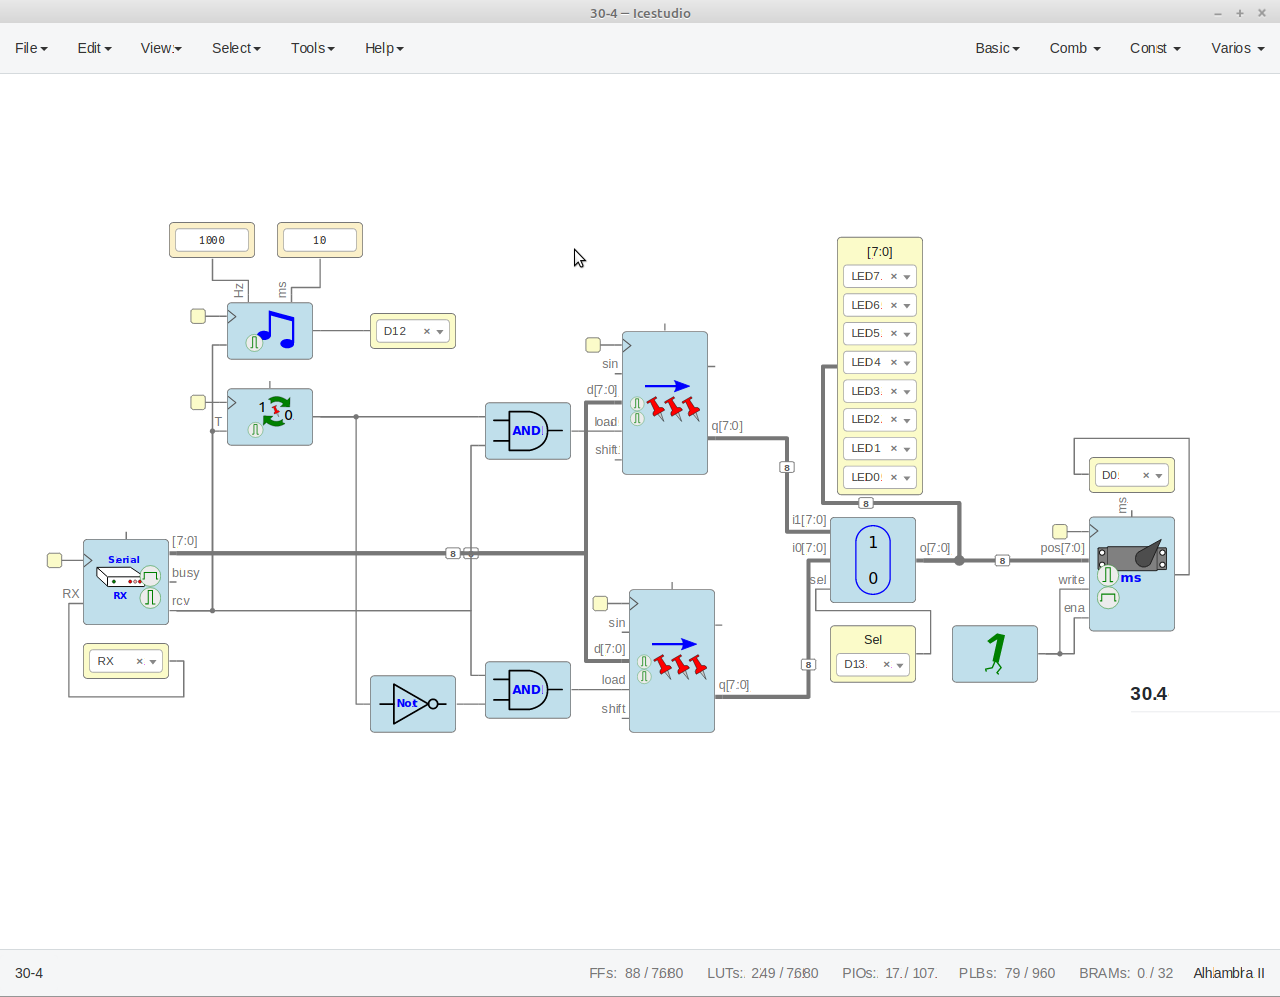 30-4 – Icestudio
File Edit View Select Tools Help Basic Comb Const Varios
1000 10
Hz ms
D12
T
1 0
[7:0]
LED7
LED6
LED5
LED4
LED3
LED2
LED1
LED0
sin
d[7:0]
load
shift
q[7:0]
AND
8
8
i1[7:0]
i0[7:0]
sel
1
0
o[7:0]
8
pos[7:0]
write
ena
ms
ms
D0
Serial
RX
RX
[7:0]
busy
rcv
8
RX
Not
AND
sin
d[7:0]
load
shift
q[7:0]
8
Sel
D13
1
30.4
30-4 FFs: 88 / 7680 LUTs: 249 / 7680 PIOs: 17 / 107 PLBs: 79 / 960 BRAMs: 0 / 32 Alhambra II